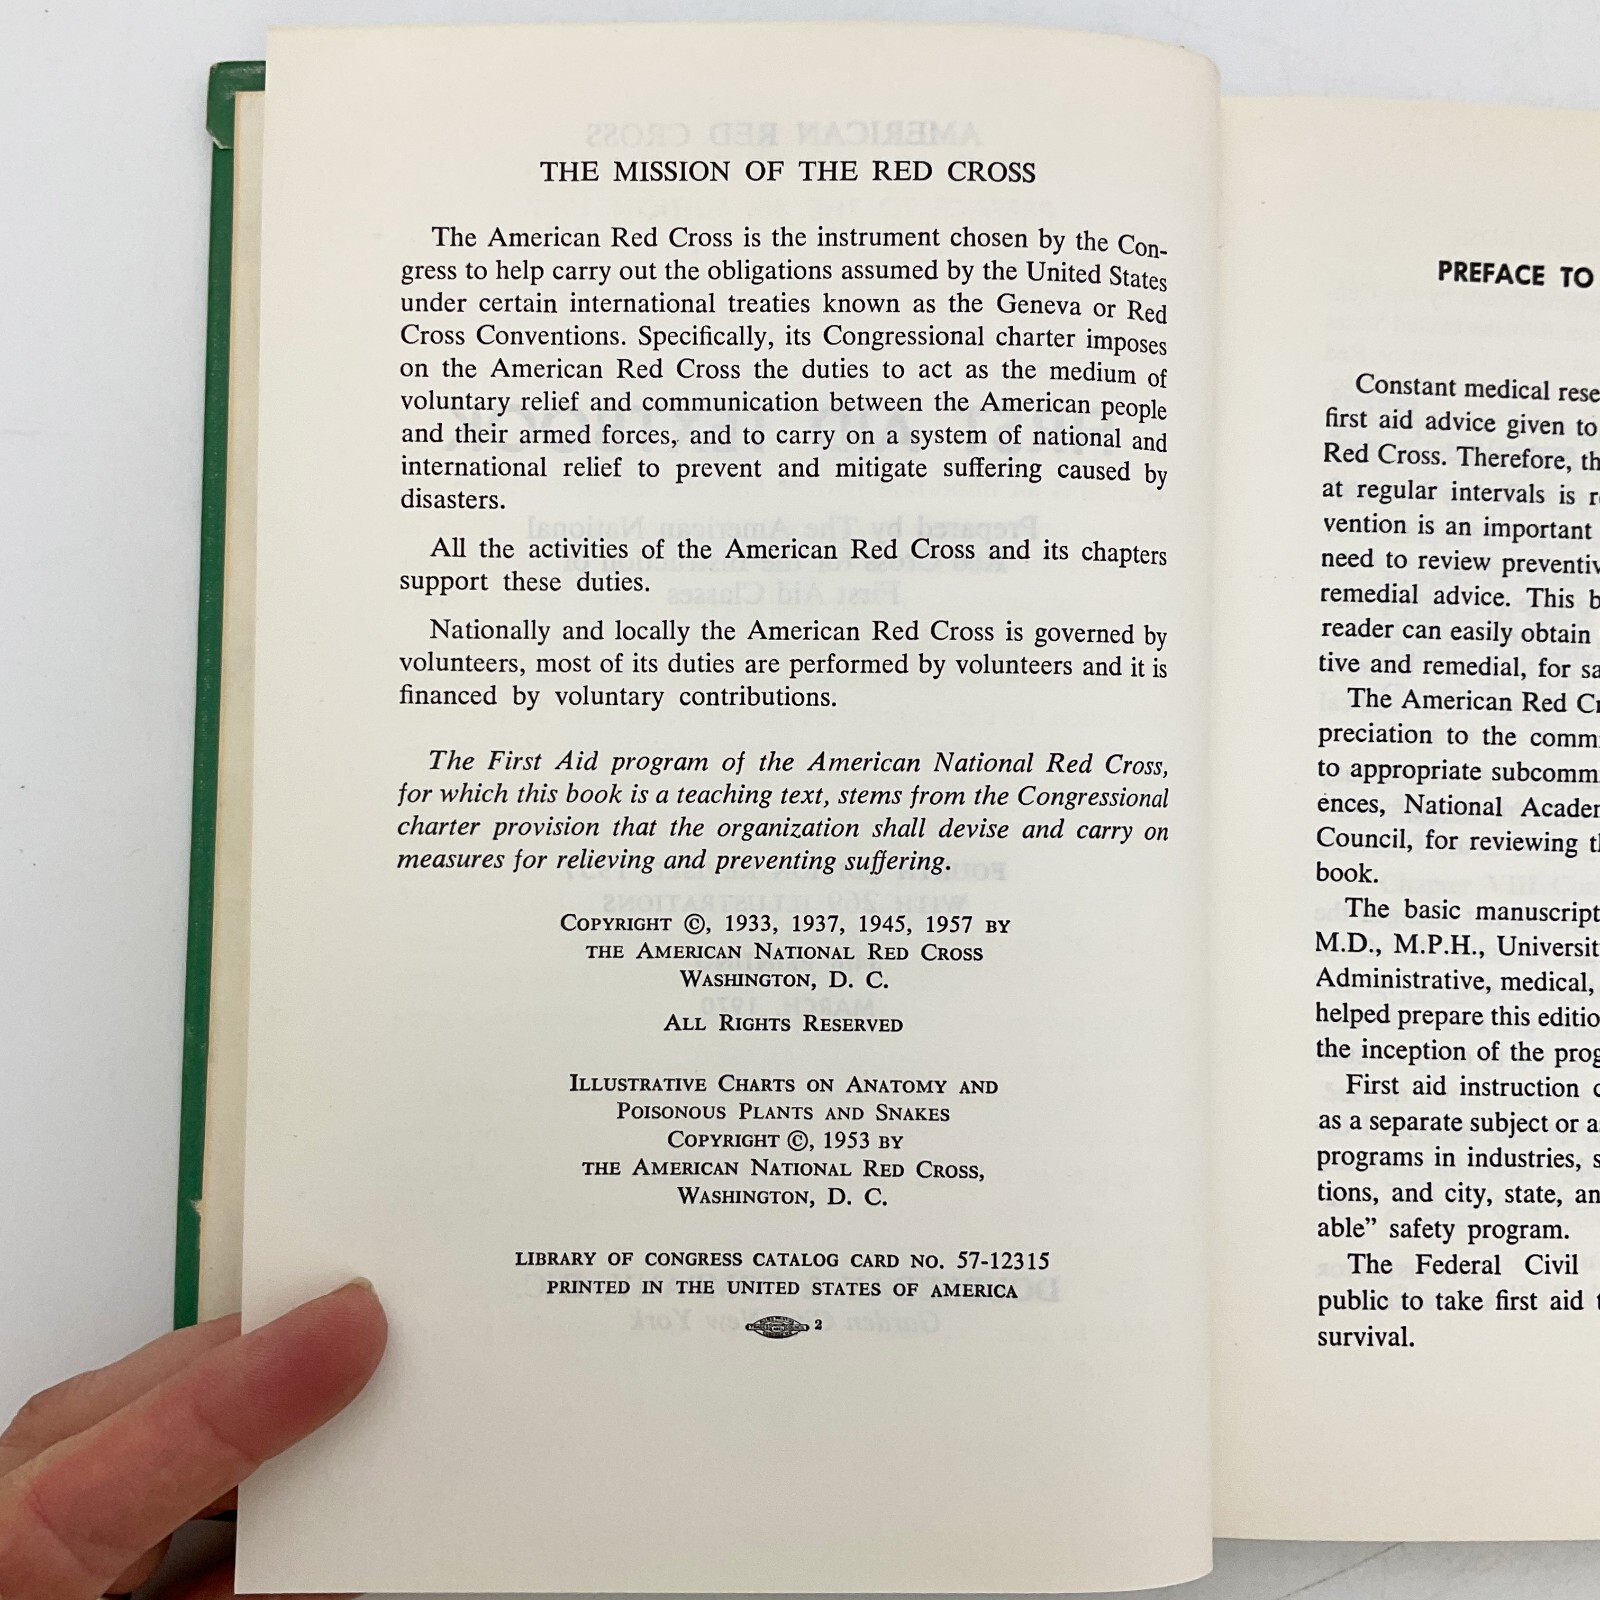 THE MISSION OF THE RED CROSS
The American Red Cross is the instrument chosen by the Con-
gress to help carry out the obligations assumed by the United States
under certain international treaties known as the Geneva or Red
Cross Conventions. Specifically, its Congressional charter imposes
on the American Red Cross the duties to act as the medium of
voluntary relief and communication between the American people
and their armed forces, and to carry on a system of national and
international relief to prevent and mitigate suffering caused by
disasters.
All the activities of the American Red Cross and its chapters
support these duties.
Nationally and locally the American Red Cross is governed by
volunteers, most of its duties are performed by volunteers and it is
financed by voluntary contributions.
The First Aid program of the American National Red Cross,
for which this book is a teaching text, stems from the Congressional
charter provision that the organization shall devise and carry on
measures for relieving and preventing suffering.
COPYRIGHT ©, 1933, 1937, 1945, 1957 BY
THE AMERICAN NATIONAL RED CROSS
WASHINGTON, D. C.
ALL RIGHTS RESERVED
ILLUSTRATIVE CHARTS ON ANATOMY AND
POISONOUS PLANTS AND SNAKES
COPYRIGHT ©, 1953 BY
THE AMERICAN NATIONAL RED CROSS,
WASHINGTON, D. C.
LIBRARY OF CONGRESS CATALOG CARD NO. 57-12315
PRINTED IN THE UNITED STATES OF AMERICA
2
PREFACE TO
Constant medical rese
first aid advice given to
Red Cross. Therefore, th
at regular intervals is r
vention is an important
need to review preventiv
remedial advice. This b
reader can easily obtain
tive and remedial, for sa
The American Red Cr
preciation to the comm
to appropriate subcomm
ences, National Academ
Council, for reviewing th
book.
The basic manuscript
M.D., M.P.H., Universit
Administrative, medical,
helped prepare this editio
the inception of the prog
First aid instruction c
as a separate subject or a
programs in industries, s
tions, and city, state, an
able” safety program.
The Federal Civil
public to take first aid t
survival.